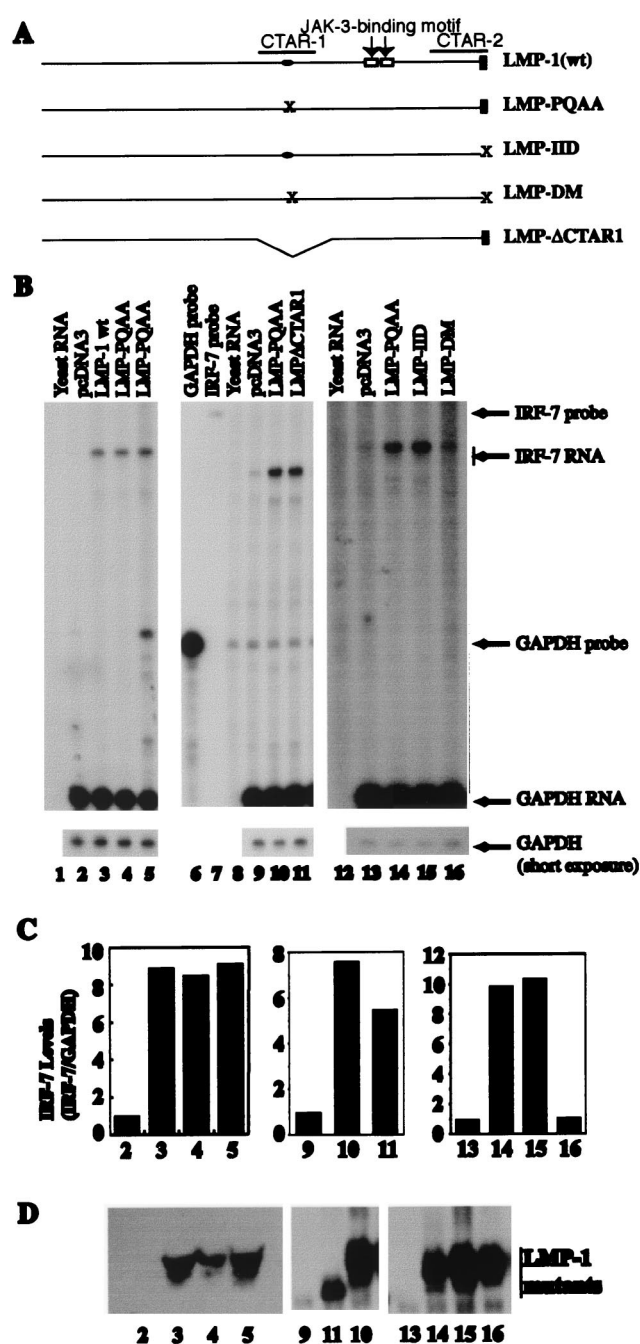 A
JAK-3-binding motif
CTAR-1
CTAR-2
LMP-1(wt)
X
LMP-PQAA
X
LMP-IID
X X
LMP-DM
LMP-ΔCTAR1
B
Yeast RNA
pcDNA3
LMP-1 wt
LMP-PQAA
LMP-PQAA
GAPDH probe
IRF-7 probe
Yeast RNA
pcDNA3
LMP-PQAA
LMPΔCTAR1
Yeast RNA
pcDNA3
LMP-PQAA
LMP-IID
LMP-DM
IRF-7 probe
IRF-7 RNA
GAPDH probe
GAPDH RNA
GAPDH
(short exposure)
1 2 3 4 5 6 7 8 9 10 11 12 13 14 15 16
C
IRF-7 Levels
(IRF-7/GAPDH)
10
8
6
4
2
0
2 3 4 5
8
6
4
2
0
9 10 11
12
10
8
6
4
2
0
13 14 15 16
D
LMP-1
mutants
2 3 4 5 9 11 10 13 14 15 16